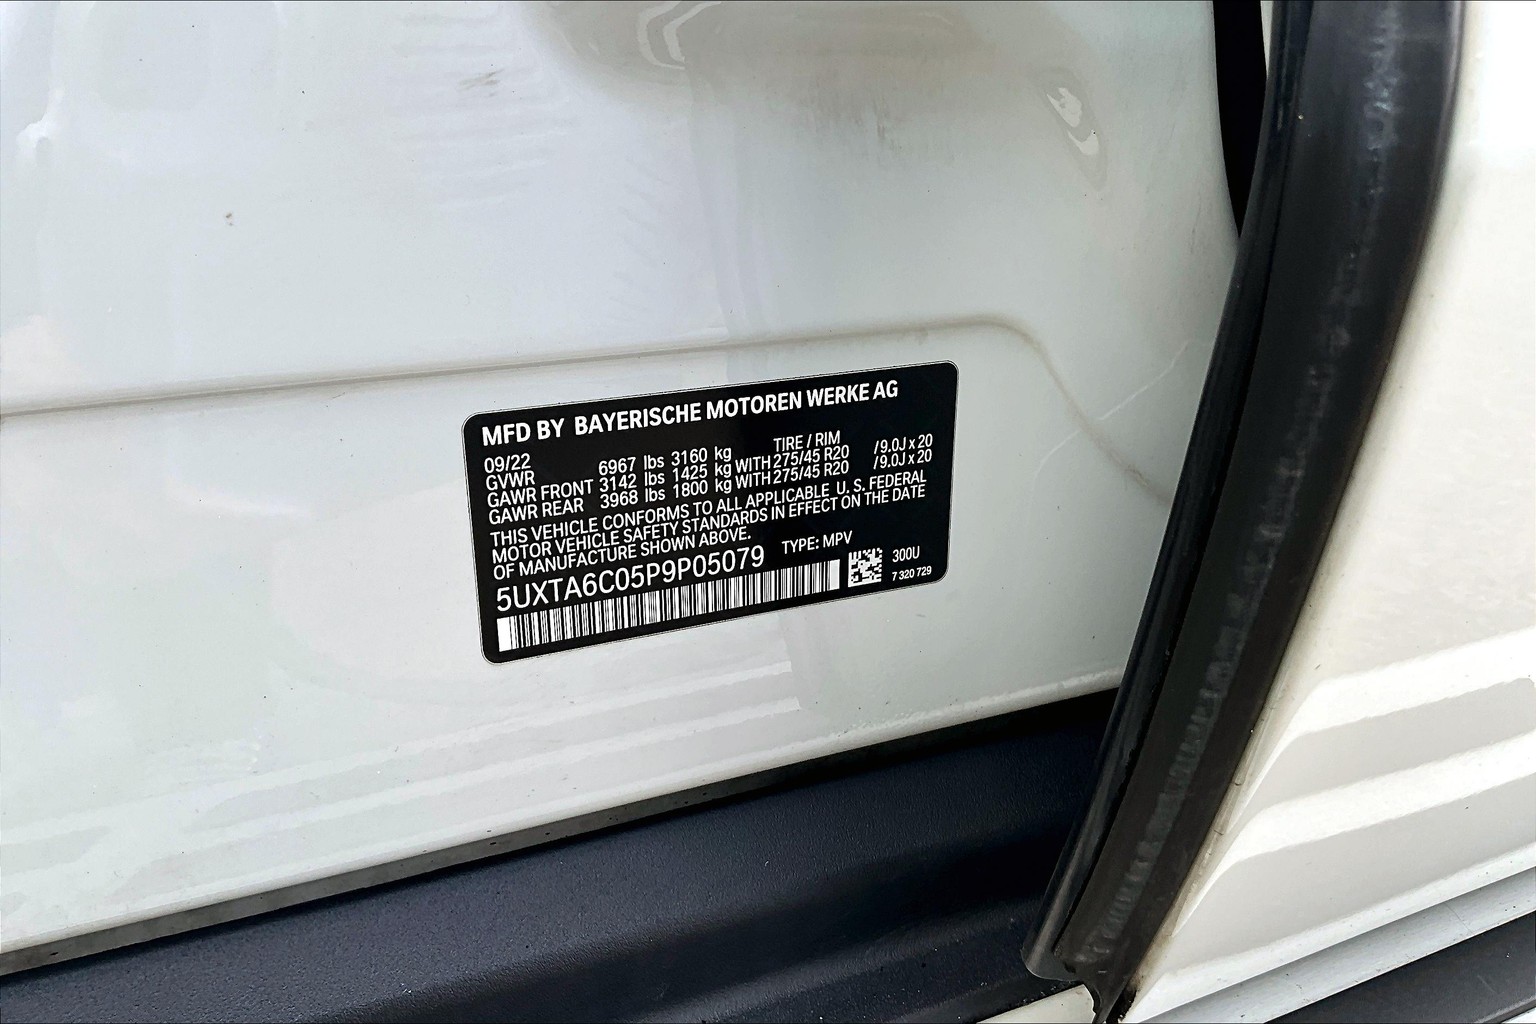 MFD BY BAYERISCHE MOTOREN WERKE AG
09/22 TIRE / RIM
GVWR 6967 lbs 3160 kg
GAWR FRONT 3142 lbs 1425 kg WITH 275/45 R20 / 9.0J x 20
GAWR REAR 3968 lbs 1800 kg WITH 275/45 R20 / 9.0J x 20
THIS VEHICLE CONFORMS TO ALL APPLICABLE U. S. FEDERAL
MOTOR VEHICLE SAFETY STANDARDS IN EFFECT ON THE DATE
OF MANUFACTURE SHOWN ABOVE.
TYPE: MPV
5UXTA6C05P9P05079
300U
7 320 729